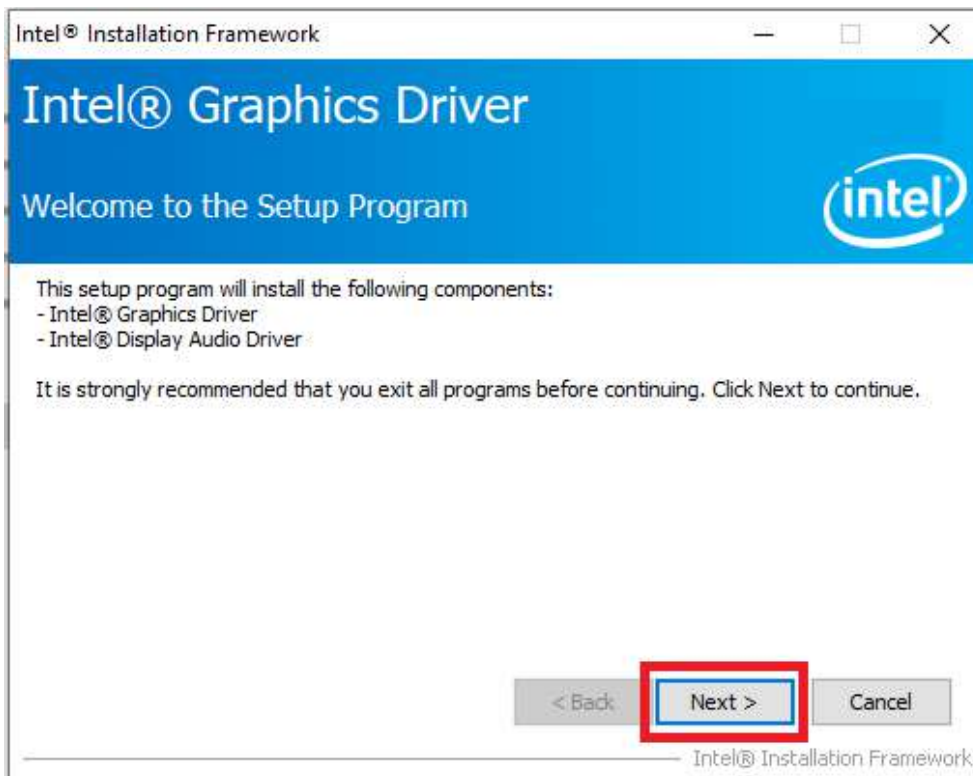 Intel® Installation Framework
Intel® Graphics Driver
Welcome to the Setup Program
intel
This setup program will install the following components:
- Intel® Graphics Driver
- Intel® Display Audio Driver
It is strongly recommended that you exit all programs before continuing. Click Next to continue.
< Back
Next >
Cancel
Intel® Installation Framework